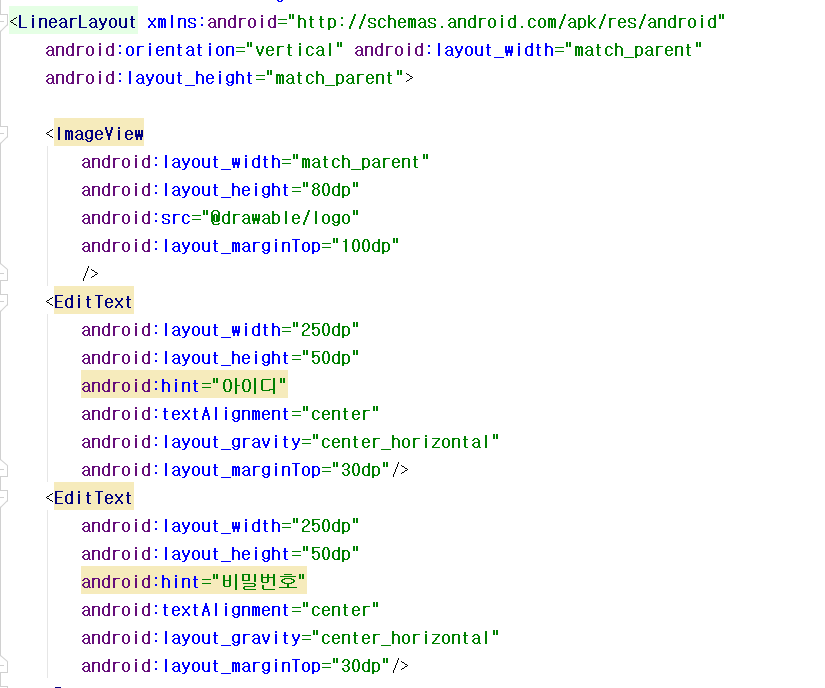 <LinearLayout xmlns:android="http://schemas.android.com/apk/res/android"
android:orientation="vertical" android:layout_width="match_parent"
android:layout_height="match_parent">
<ImageView
android:layout_width="match_parent"
android:layout_height="80dp"
android:src="@drawable/logo"
android:layout_marginTop="100dp"
/>
<EditText
android:layout_width="250dp"
android:layout_height="50dp"
android:hint="아이디"
android:textAlignment="center"
android:layout_gravity="center_horizontal"
android:layout_marginTop="30dp"/>
<EditText
android:layout_width="250dp"
android:layout_height="50dp"
android:hint="비밀번호"
android:textAlignment="center"
android:layout_gravity="center_horizontal"
android:layout_marginTop="30dp"/>